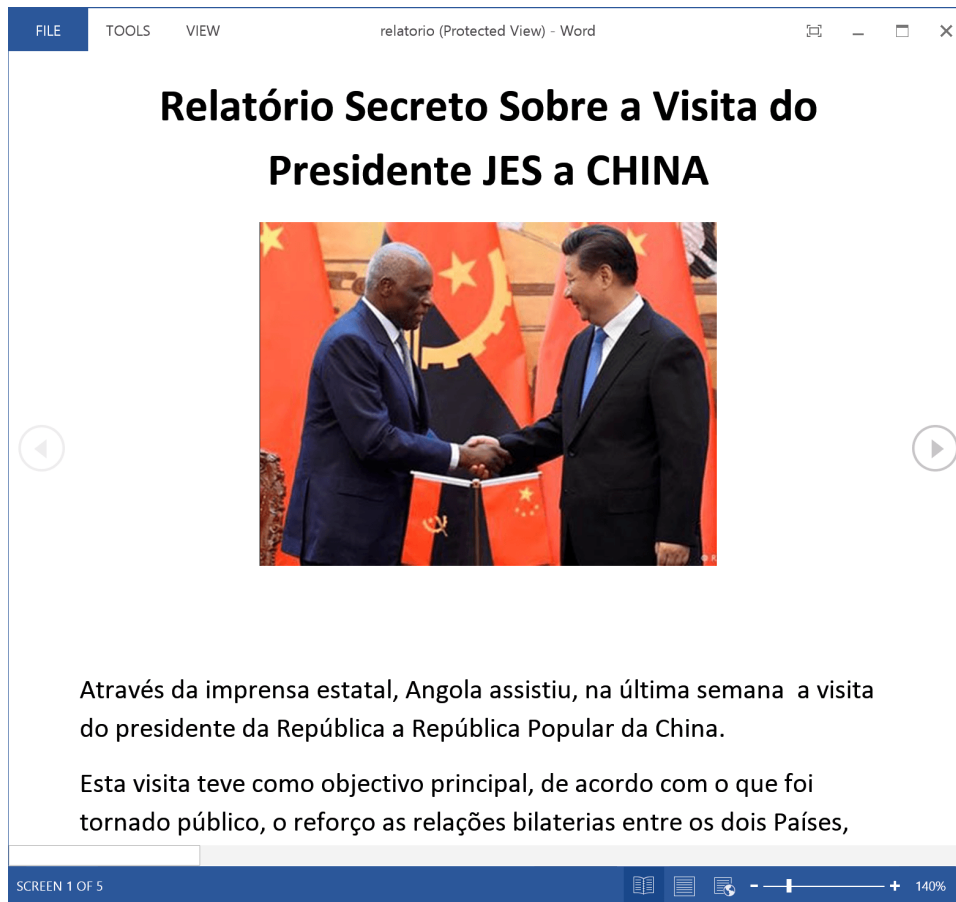 FILE TOOLS VIEW relatorio (Protected View) - Word
Relatório Secreto Sobre a Visita do
Presidente JES a CHINA
Através da imprensa estatal, Angola assistiu, na última semana a visita
do presidente da República a República Popular da China.
Esta visita teve como objectivo principal, de acordo com o que foi
tornado público, o reforço as relações bilaterias entre os dois Países,
SCREEN 1 OF 5 140%